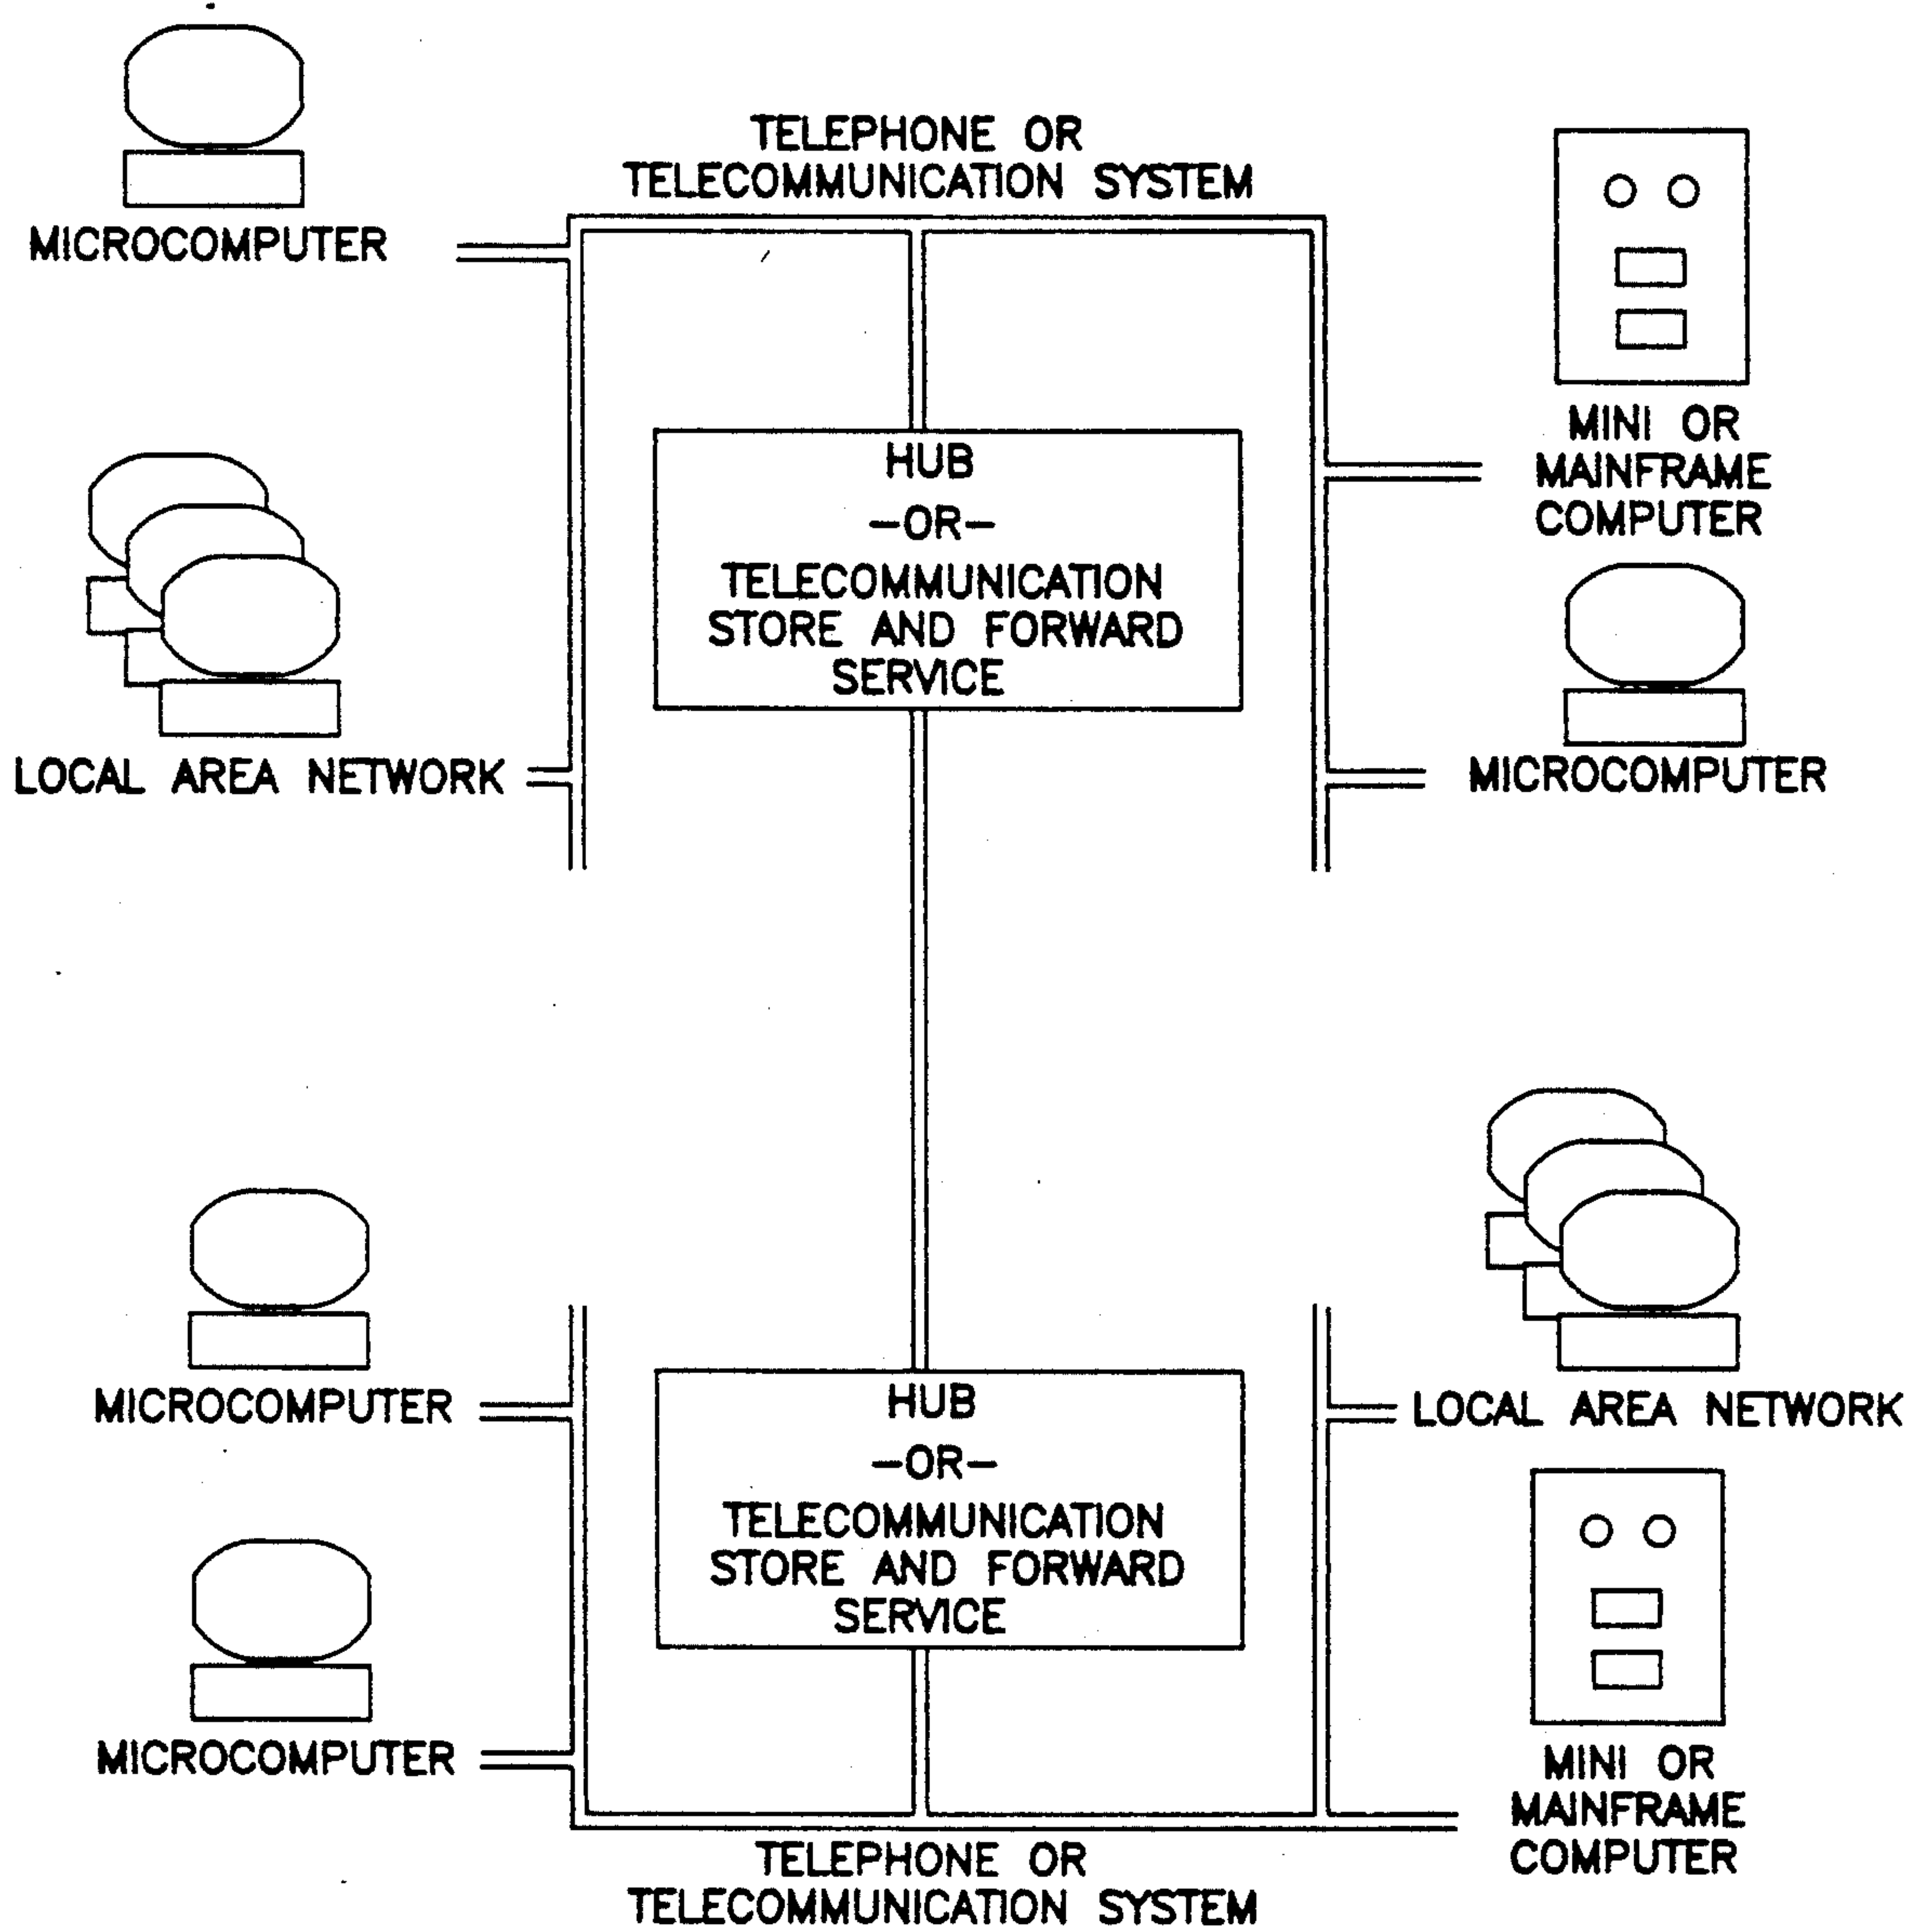 MICROCOMPUTER
TELEPHONE OR
TELECOMMUNICATION SYSTEM
MINI OR
MAINFRAME
COMPUTER
HUB
-OR-
TELECOMMUNICATION
STORE AND FORWARD
SERVICE
LOCAL AREA NETWORK
MICROCOMPUTER
MICROCOMPUTER
LOCAL AREA NETWORK
HUB
-OR-
TELECOMMUNICATION
STORE AND FORWARD
SERVICE
MICROCOMPUTER
MINI OR
MAINFRAME
COMPUTER
TELEPHONE OR
TELECOMMUNICATION SYSTEM